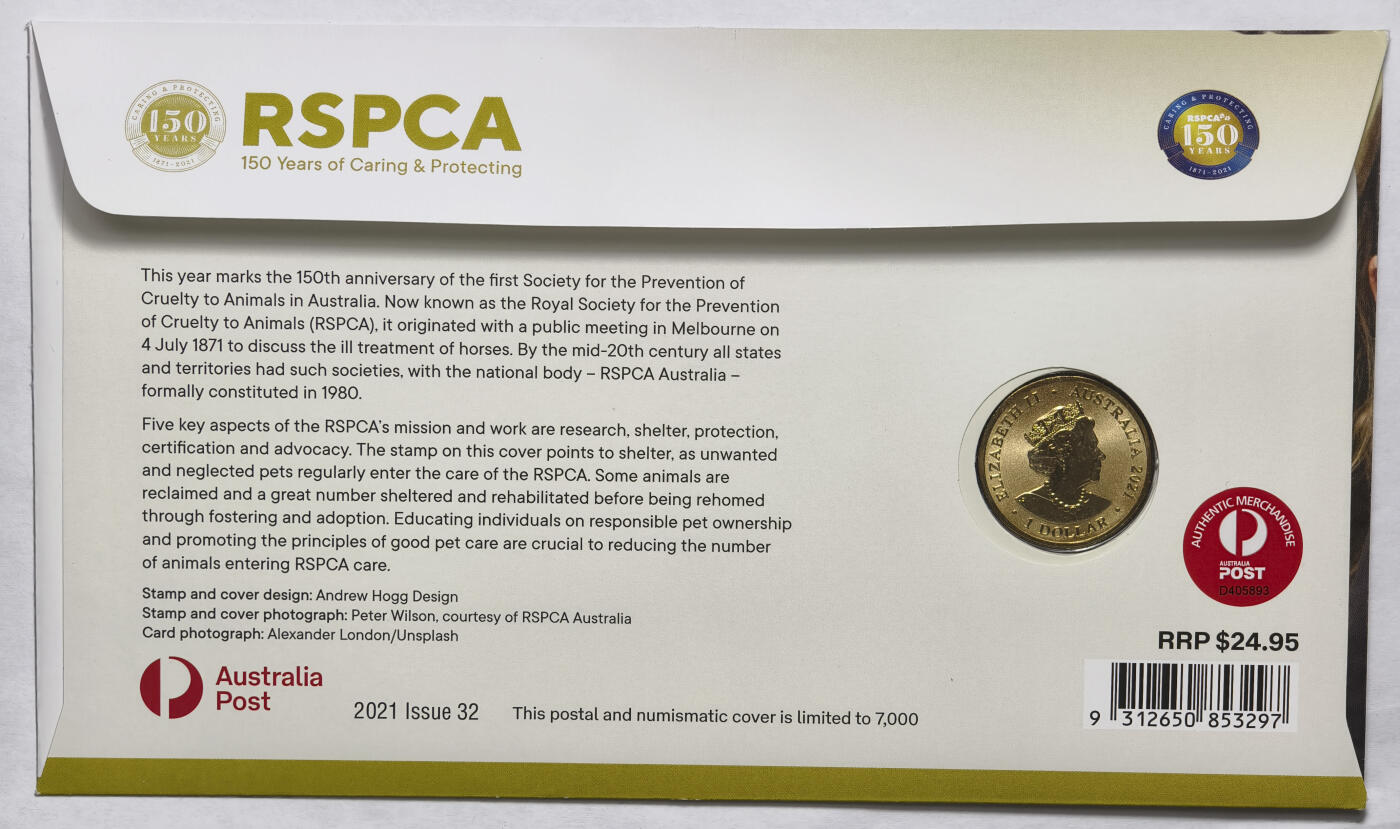 CARING & PROTECTING
150
YEARS
1871-2021
RSPCA
150 Years of Caring & Protecting
CARING & PROTECTING
RSPCA
150
YEARS
1871-2021
This year marks the 150th anniversary of the first Society for the Prevention of
Cruelty to Animals in Australia. Now known as the Royal Society for the Prevention
of Cruelty to Animals (RSPCA), it originated with a public meeting in Melbourne on
4 July 1871 to discuss the ill treatment of horses. By the mid-20th century all states
and territories had such societies, with the national body – RSPCA Australia –
formally constituted in 1980.
Five key aspects of the RSPCA's mission and work are research, shelter, protection,
certification and advocacy. The stamp on this cover points to shelter, as unwanted
and neglected pets regularly enter the care of the RSPCA. Some animals are
reclaimed and a great number sheltered and rehabilitated before being rehomed
through fostering and adoption. Educating individuals on responsible pet ownership
and promoting the principles of good pet care are crucial to reducing the number
of animals entering RSPCA care.
Stamp and cover design: Andrew Hogg Design
Stamp and cover photograph: Peter Wilson, courtesy of RSPCA Australia
Card photograph: Alexander London/Unsplash
ELIZABETH II · AUSTRALIA 2021
· 1 DOLLAR ·
AUTHENTIC MERCHANDISE
AUSTRALIA
POST
D405893
RRP $24.95
9 312650 853297
Australia
Post
2021 Issue 32
This postal and numismatic cover is limited to 7,000